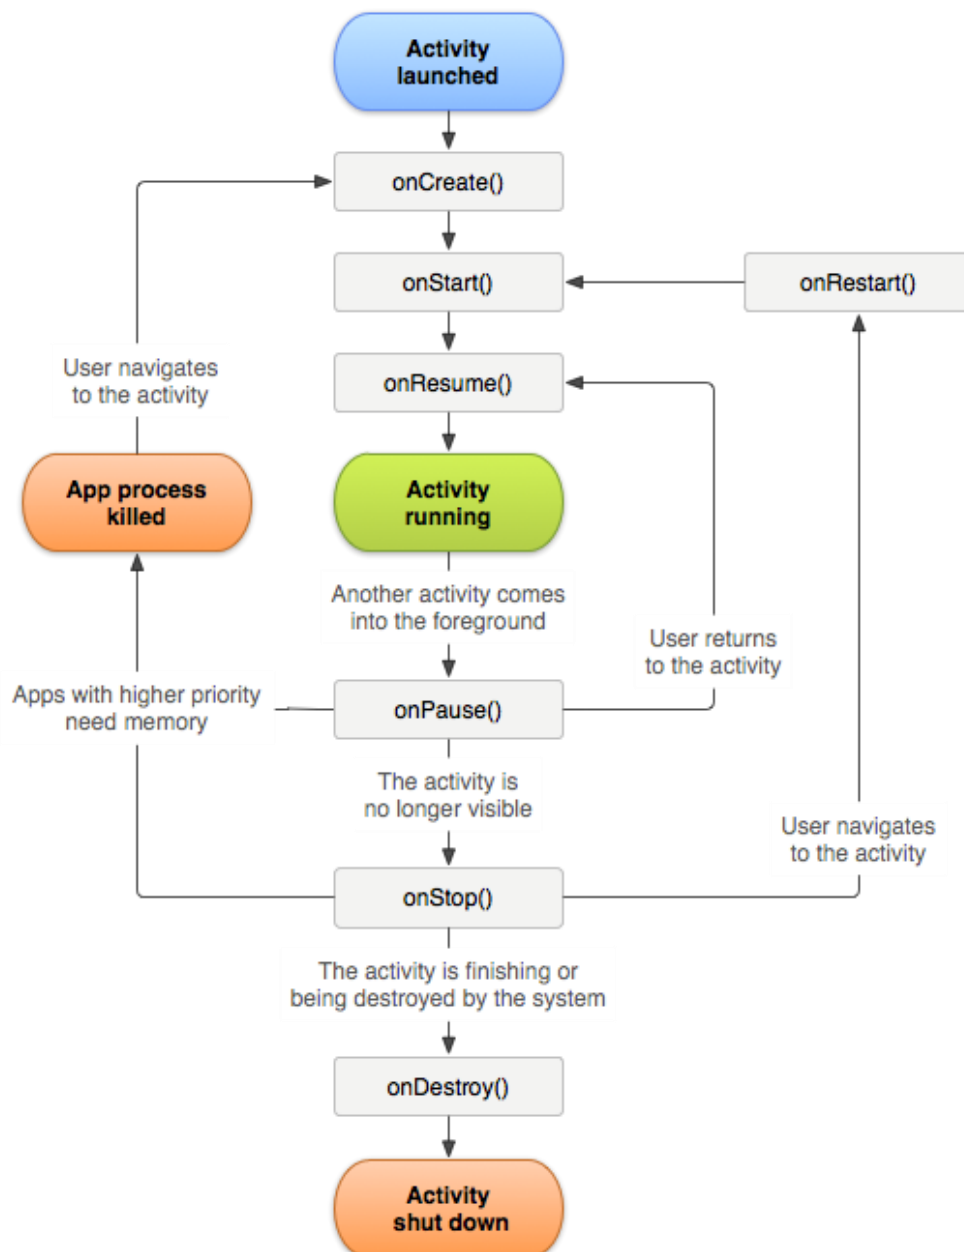 Activity
launched
onCreate()
onStart()
onRestart()
User navigates
to the activity
onResume()
App process
killed
Activity
running
Another activity comes
into the foreground
User returns
to the activity
Apps with higher priority
need memory
onPause()
The activity is
no longer visible
User navigates
to the activity
onStop()
The activity is finishing or
being destroyed by the system
onDestroy()
Activity
shut down